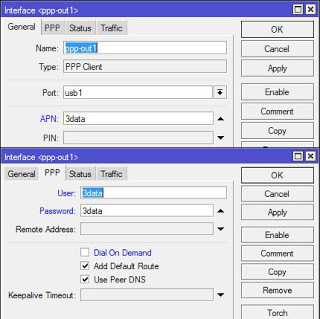 Interface <ppp-out1>
General PPP Status Traffic
OK
Name: ppp-out1
Cancel
Type: PPP Client
Apply
Port: usb1
Enable
Comment
APN: 3data
Copy
PIN:
Interface <ppp-out1>
General PPP Status Traffic
OK
User: 3data
Cancel
Password: 3data
Apply
Remote Address:
Enable
Dial On Demand
Comment
Add Default Route
Copy
Use Peer DNS
Remove
Keepalive Timeout:
Torch